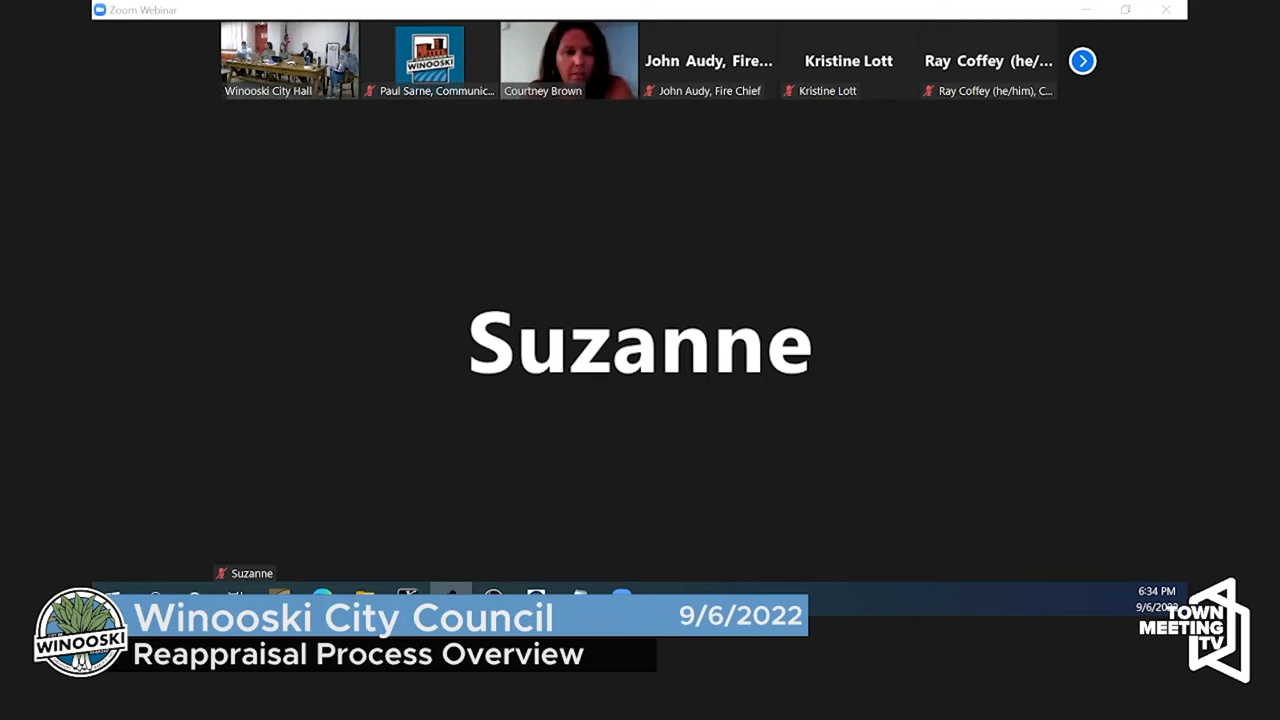 Zoom Webinar
WINOOSKI
John Audy, Fire...
Kristine Lott
Ray Coffey (he/...
Winooski City Hall
Paul Sarne, Communic...
Courtney Brown
John Audy, Fire Chief
Kristine Lott
Ray Coffey (he/him), C...
Suzanne
Suzanne
6:34 PM
Winooski City Council
9/6/2022
Reappraisal Process Overview
WINOOSKI
TOWN
MEETING
TV